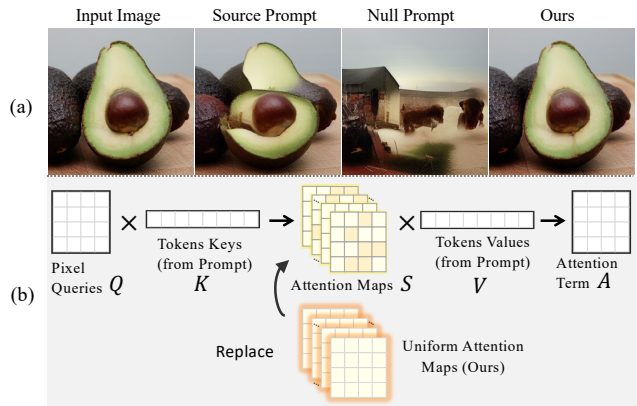 Input Image Source Prompt Null Prompt Ours
(a)
Pixel
Queries Q
Tokens Keys
(from Prompt)
K
Attention Maps S
Tokens Values
(from Prompt)
V
Attention
Term A
(b)
Replace
Uniform Attention
Maps (Ours)